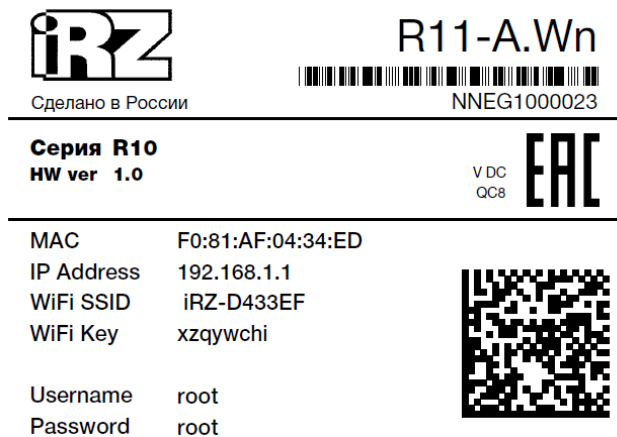 iRZ
R11-A.Wn
Сделано в России
NNEG1000023
Серия R10
HW ver 1.0
V DC
QC8
EAC
MAC F0:81:AF:04:34:ED
IP Address 192.168.1.1
WiFi SSID iRZ-D433EF
WiFi Key xzqywchi
Username root
Password root